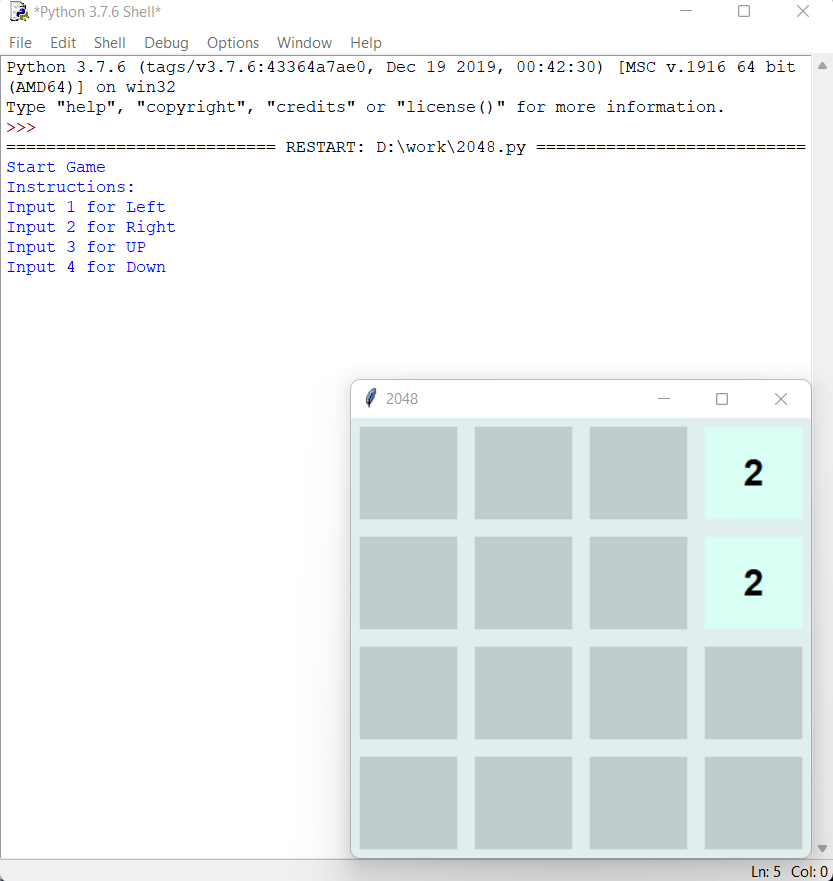 *Python 3.7.6 Shell*
File Edit Shell Debug Options Window Help
Python 3.7.6 (tags/v3.7.6:43364a7ae0, Dec 19 2019, 00:42:30) [MSC v.1916 64 bit
(AMD64)] on win32
Type "help", "copyright", "credits" or "license()" for more information.
>>>
=========================== RESTART: D:\work\2048.py ===========================
Start Game
Instructions:
Input 1 for Left
Input 2 for Right
Input 3 for UP
Input 4 for Down
2048
2
2
Ln: 5 Col: 0